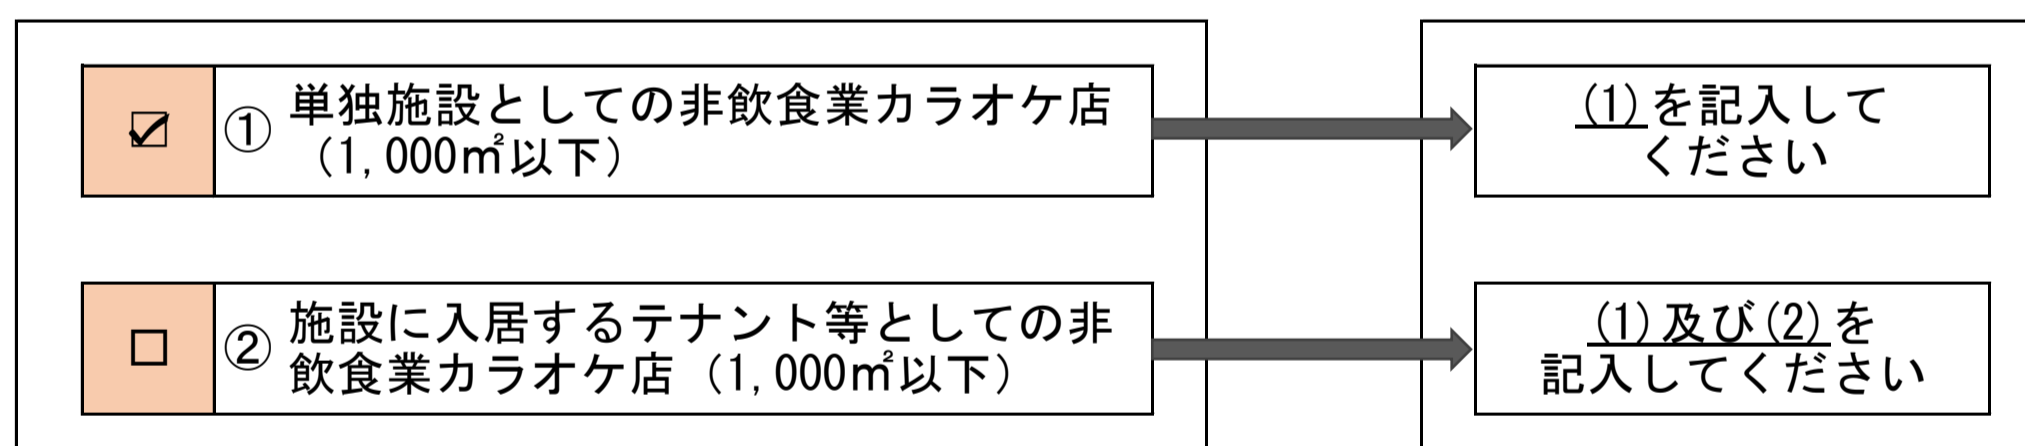 ☑ ① 単独施設としての非飲食業カラオケ店
（1,000㎡以下）
(1)を記入して
ください
☐ ② 施設に入居するテナント等としての非
飲食業カラオケ店（1,000㎡以下）
(1)及び(2)を
記入してください